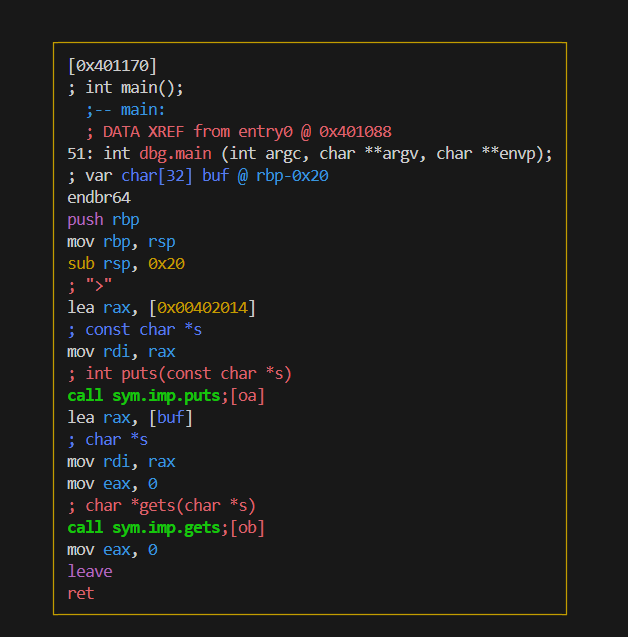 [0x401170]
; int main();
;-- main:
; DATA XREF from entry0 @ 0x401088
51: int dbg.main (int argc, char **argv, char **envp);
; var char[32] buf @ rbp-0x20
endbr64
push rbp
mov rbp, rsp
sub rsp, 0x20
; ">"
lea rax, [0x00402014]
; const char *s
mov rdi, rax
; int puts(const char *s)
call sym.imp.puts;[oa]
lea rax, [buf]
; char *s
mov rdi, rax
mov eax, 0
; char *gets(char *s)
call sym.imp.gets;[ob]
mov eax, 0
leave
ret